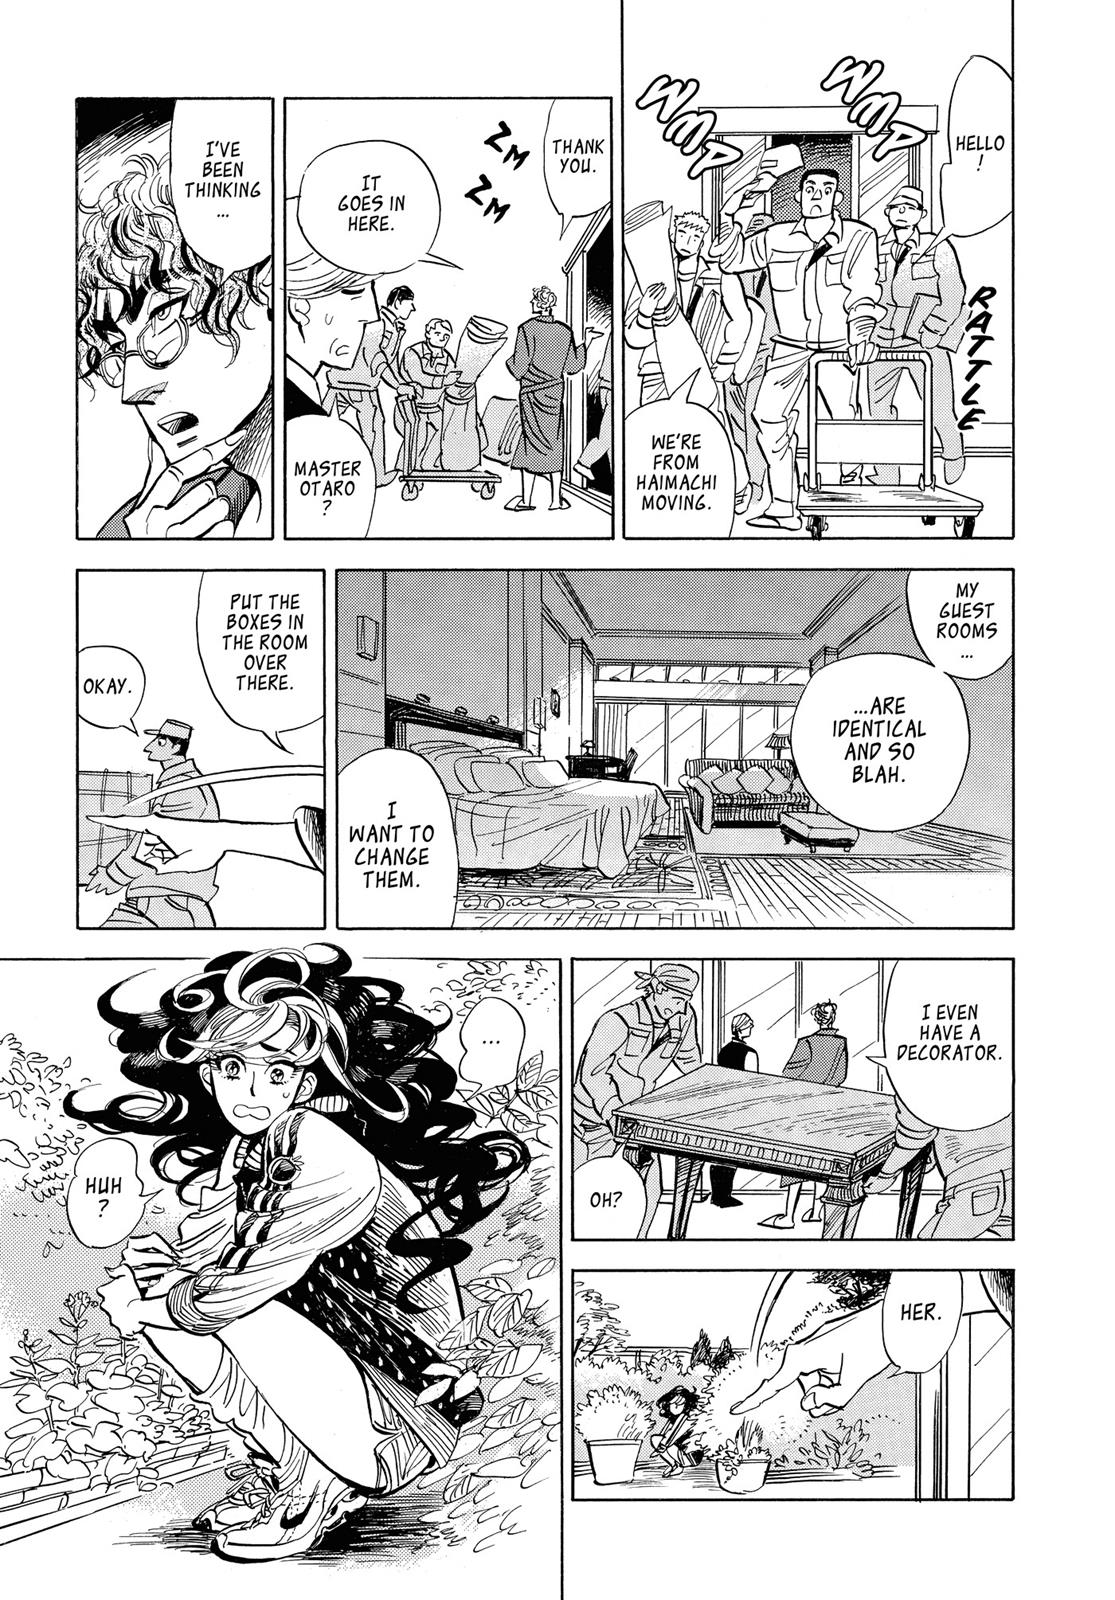 WMP
WMP
HELLO
!
RATTLE
WE'RE
FROM
HAIMACHI
MOVING.
THANK
YOU.
ZM
ZM
IT
GOES IN
HERE.
MASTER
OTARO
?
I'VE
BEEN
THINKING
...
MY
GUEST
ROOMS
...
...ARE
IDENTICAL
AND SO
BLAH.
I
WANT TO
CHANGE
THEM.
PUT THE
BOXES IN
THE ROOM
OVER
THERE.
OKAY.
I EVEN
HAVE A
DECORATOR.
OH?
HER.
...
HUH
?